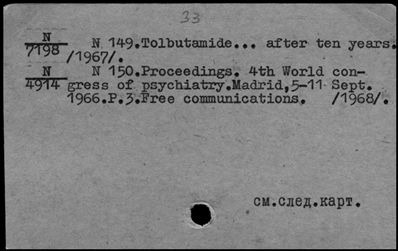 33
N
7198 N 149.Tolbutamide... after ten years.
/1967/.
N N 150.Proceedings. 4th World con-
4914 gress of psychiatry.Madrid,5-11 Sept.
1966.P.3.Free communications. /1968/.
см.след.карт.